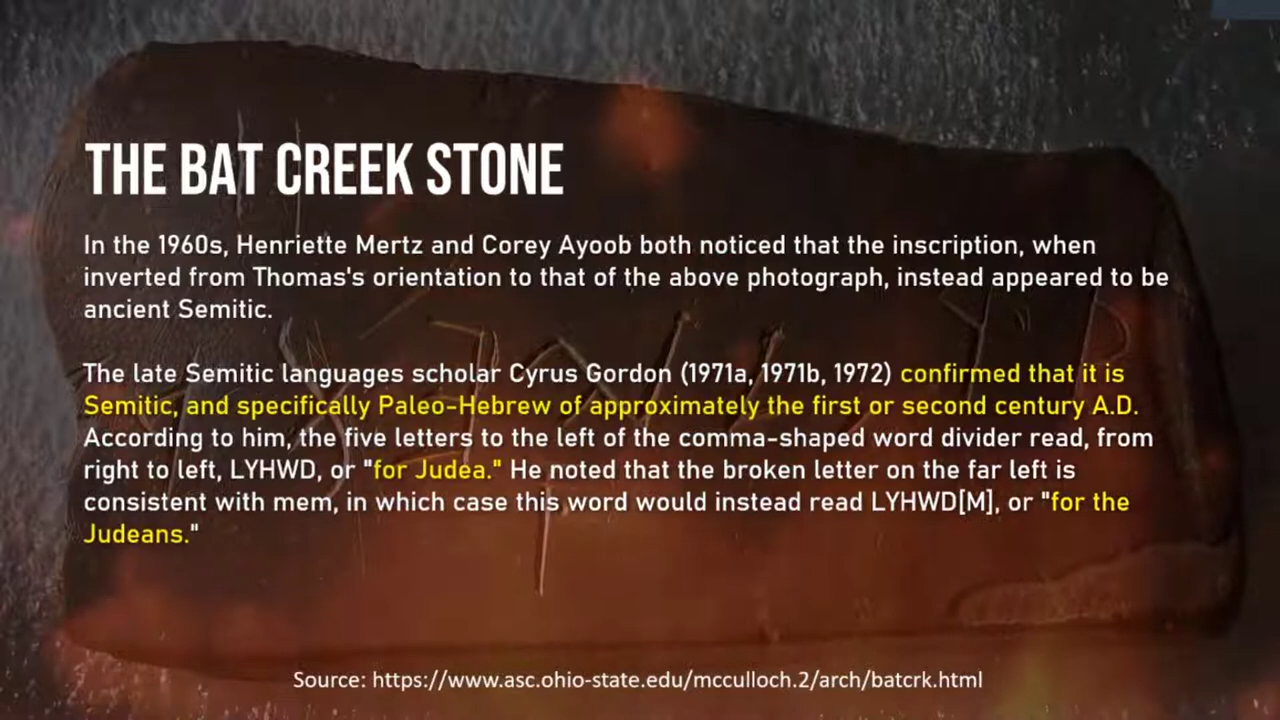 THE BAT CREEK STONE
In the 1960s, Henriette Mertz and Corey Ayoob both noticed that the inscription, when
inverted from Thomas's orientation to that of the above photograph, instead appeared to be
ancient Semitic.
The late Semitic languages scholar Cyrus Gordon (1971a, 1971b, 1972) confirmed that it is
Semitic, and specifically Paleo-Hebrew of approximately the first or second century A.D.
According to him, the five letters to the left of the comma-shaped word divider read, from
right to left, LYHWD, or "for Judea." He noted that the broken letter on the far left is
consistent with mem, in which case this word would instead read LYHWD[M], or "for the
Judeans."
Source: https://www.asc.ohio-state.edu/mcculloch.2/arch/batcrk.html